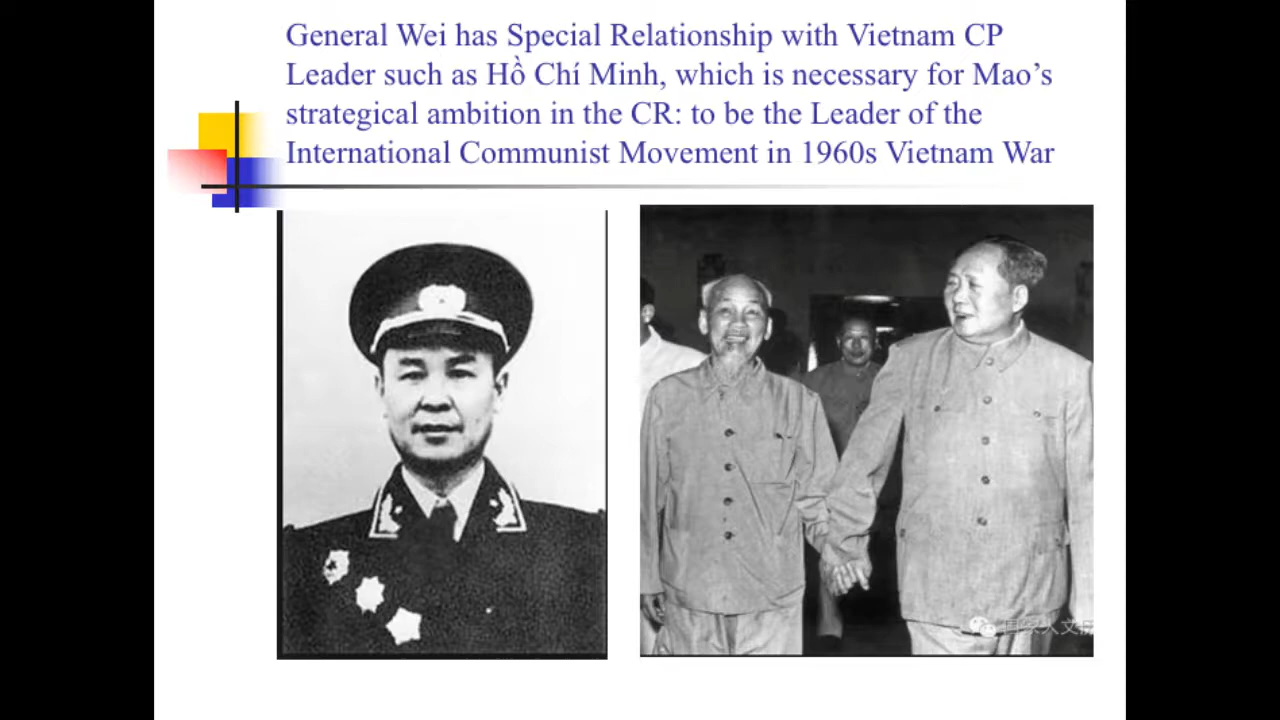 General Wei has Special Relationship with Vietnam CP
Leader such as Hồ Chí Minh, which is necessary for Mao’s
strategical ambition in the CR: to be the Leader of the
International Communist Movement in 1960s Vietnam War